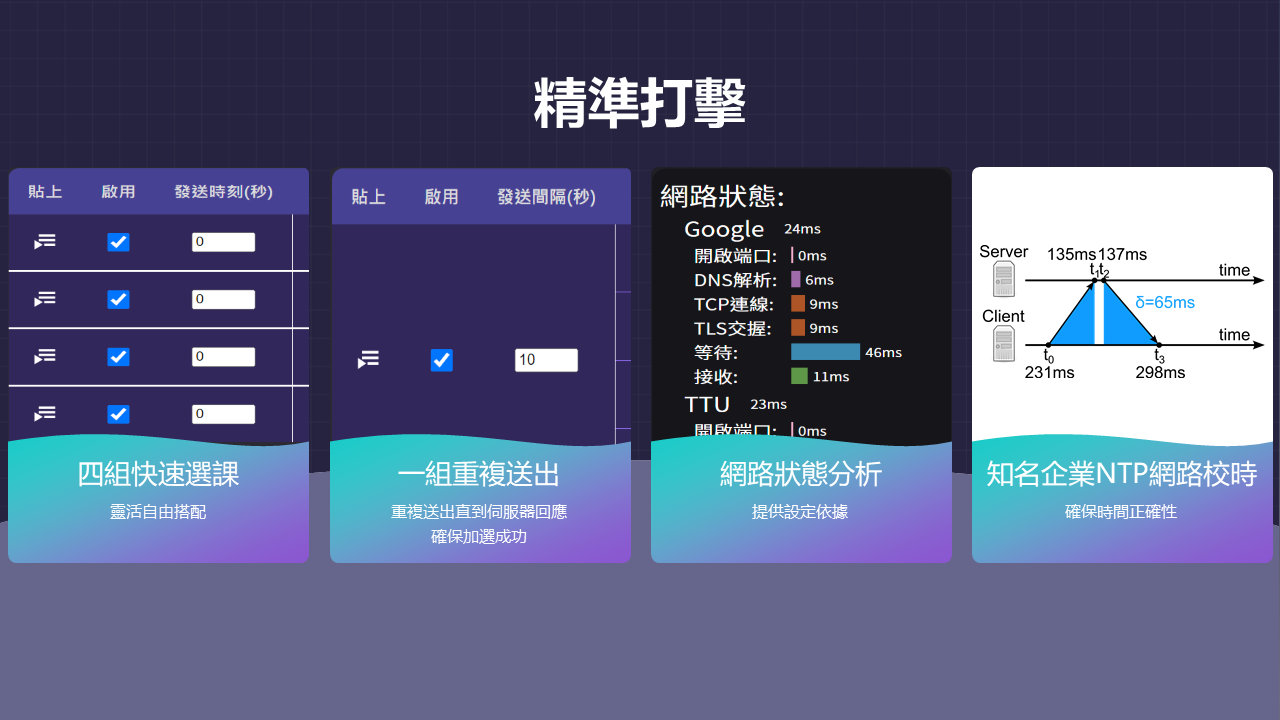 精準打擊
貼上 啟用 發送時刻(秒)
0
0
0
0
四組快速選課
靈活自由搭配
貼上 啟用 發送間隔(秒)
10
一組重複送出
重複送出直到伺服器回應
確保加選成功
網路狀態:
Google 24ms
開啟端口: 0ms
DNS解析: 6ms
TCP連線: 9ms
TLS交握: 9ms
等待: 46ms
接收: 11ms
TTU 23ms
開啟端口: 0ms
網路狀態分析
提供設定依據
Server 135ms 137ms
t1 t2 time
δ=65ms
Client
time
t0 t3
231ms 298ms
知名企業NTP網路校時
確保時間正確性